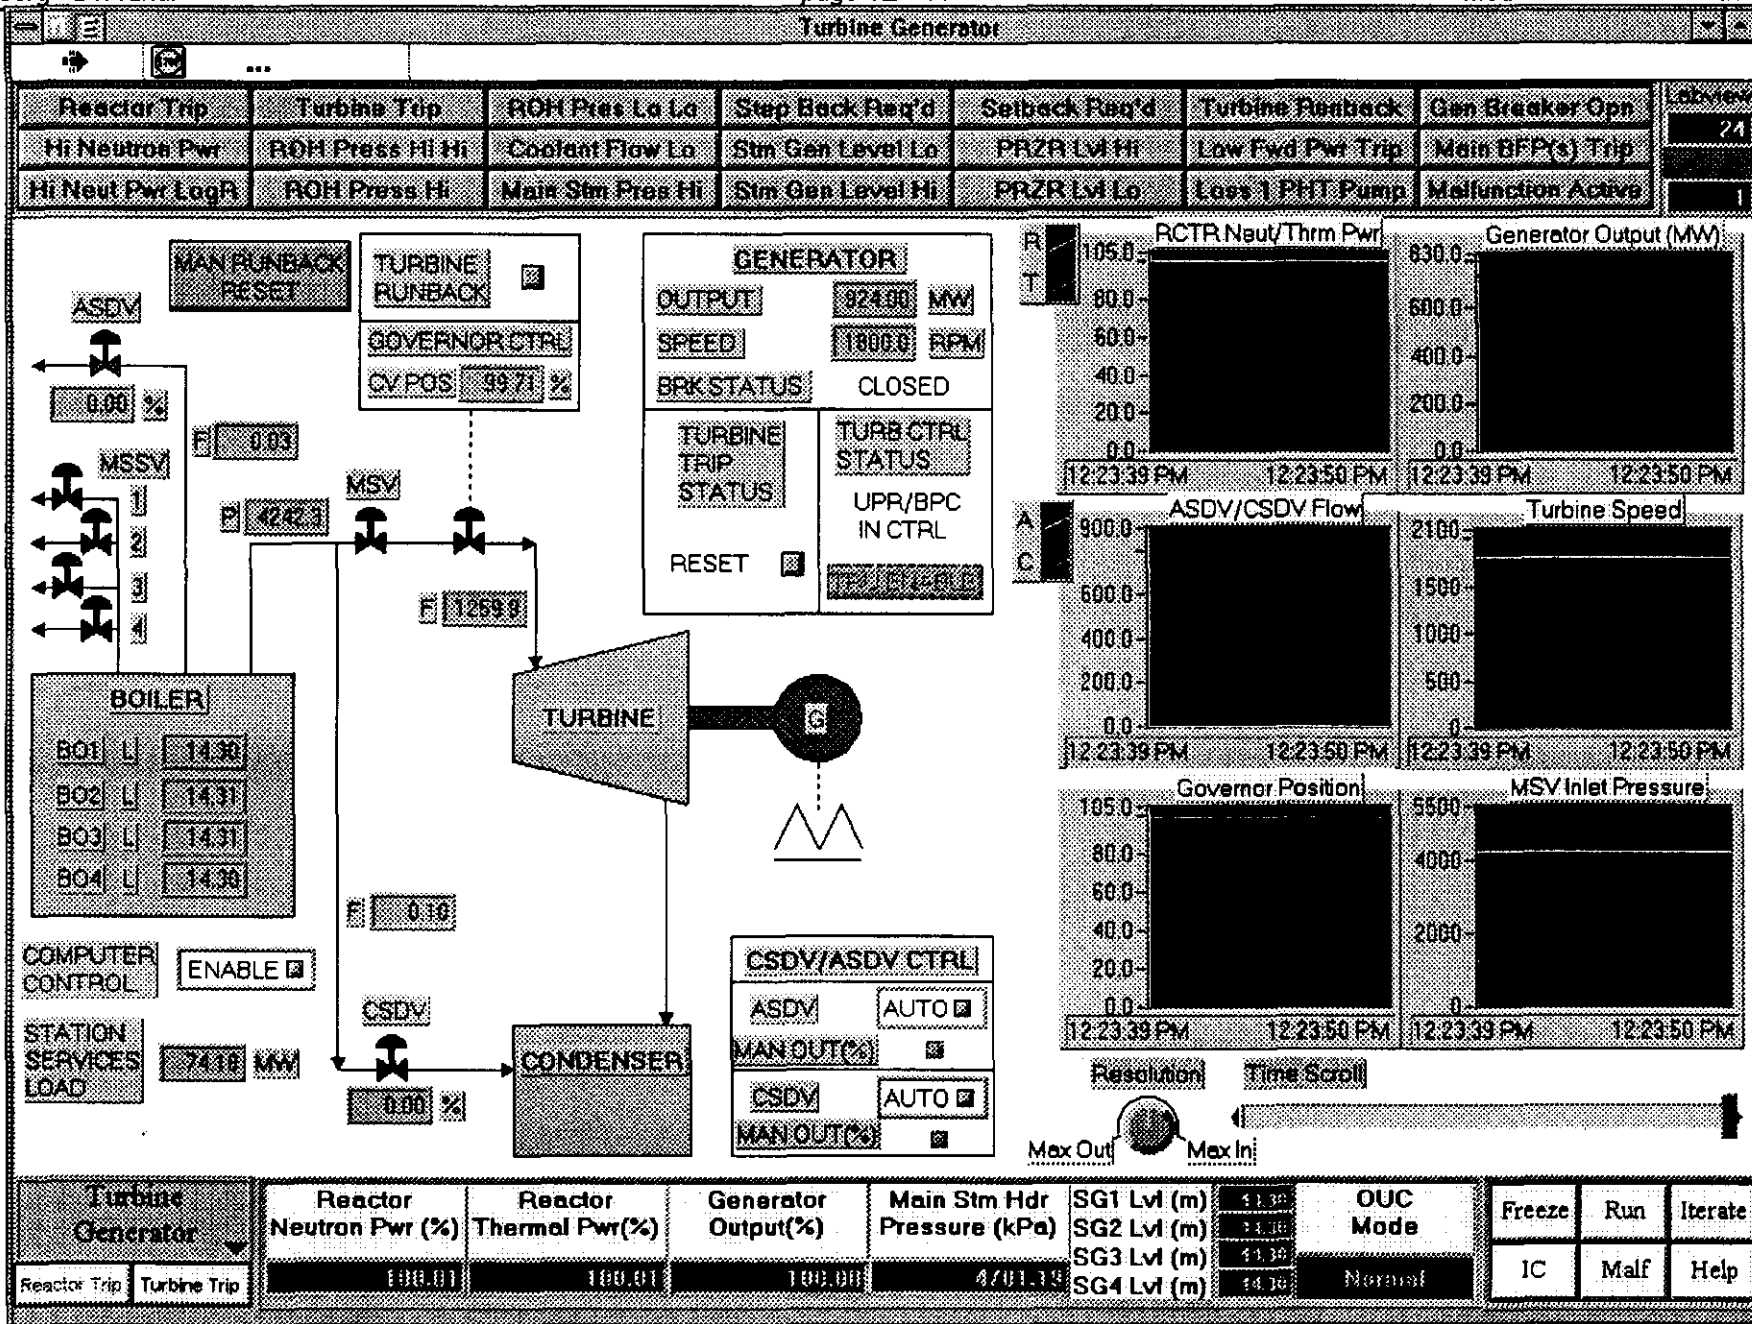 Turbine Generator
...
Reactor Trip
Turbine Trip
ROH Pres Lo Lo
Step Back Req'd
Setback Req'd
Turbine Runback
Gen Breaker Opn
Labview
Hi Neutron Pwr
ROH Press Hi Hi
Coolant Flow Lo
Stm Gen Level Lo
PRZR Lvl Hi
Low Fwd Pwr Trip
Main BFP(s) Trip
24
Hi Neut Pwr LogR
ROH Press Hi
Main Stm Pres Hi
Stm Gen Level Hi
PRZR Lvl Lo
Loss 1 PHT Pump
Malfunction Active
1
MAN RUNBACK
RESET
TURBINE
RUNBACK
GOVERNOR CTRL
CV POS 99.71 %
GENERATOR
OUTPUT 924.00 MW
SPEED 1800.0 RPM
BRK STATUS CLOSED
TURBINE
TRIP
STATUS
RESET
TURB CTRL
STATUS
UPR/BPC
IN CTRL
ASDV
0.00 %
F 0.03
MSSV
1
2
3
4
P 4242.3
MSV
F 1259.9
BOILER
BO1 L 14.30
BO2 L 14.31
BO3 L 14.31
BO4 L 14.30
TURBINE
G
F 0.10
COMPUTER
CONTROL
ENABLE
STATION
SERVICES
LOAD
74.18 MW
CSDV
0.00 %
CONDENSER
CSDV/ASDV CTRL
ASDV AUTO
MAN OUT(%)
CSDV AUTO
MAN OUT(%)
R
T
RCTR Neut/Thrm Pwr
105.0
80.0
60.0
40.0
20.0
0.0
12:23:39 PM 12:23:50 PM
Generator Output (MW)
830.0
600.0
400.0
200.0
0.0
12:23:39 PM 12:23:50 PM
A
C
ASDV/CSDV Flow
900.0
600.0
400.0
200.0
0.0
12:23:39 PM 12:23:50 PM
Turbine Speed
2100
1500
1000
500
0
12:23:39 PM 12:23:50 PM
Governor Position
105.0
80.0
60.0
40.0
20.0
0.0
12:23:39 PM 12:23:50 PM
MSV Inlet Pressure
5500
4000
2000
0
12:23:39 PM 12:23:50 PM
Resolution
Time Scroll
Max Out
Max In
Turbine
Generator
Reactor Trip
Turbine Trip
Reactor
Neutron Pwr (%)
100.01
Reactor
Thermal Pwr(%)
100.01
Generator
Output(%)
100.00
Main Stm Hdr
Pressure (kPa)
4701.19
SG1 Lvl (m)
SG2 Lvl (m)
SG3 Lvl (m)
SG4 Lvl (m) 14.30
OUC
Mode
Normal
Freeze
Run
Iterate
IC
Malf
Help